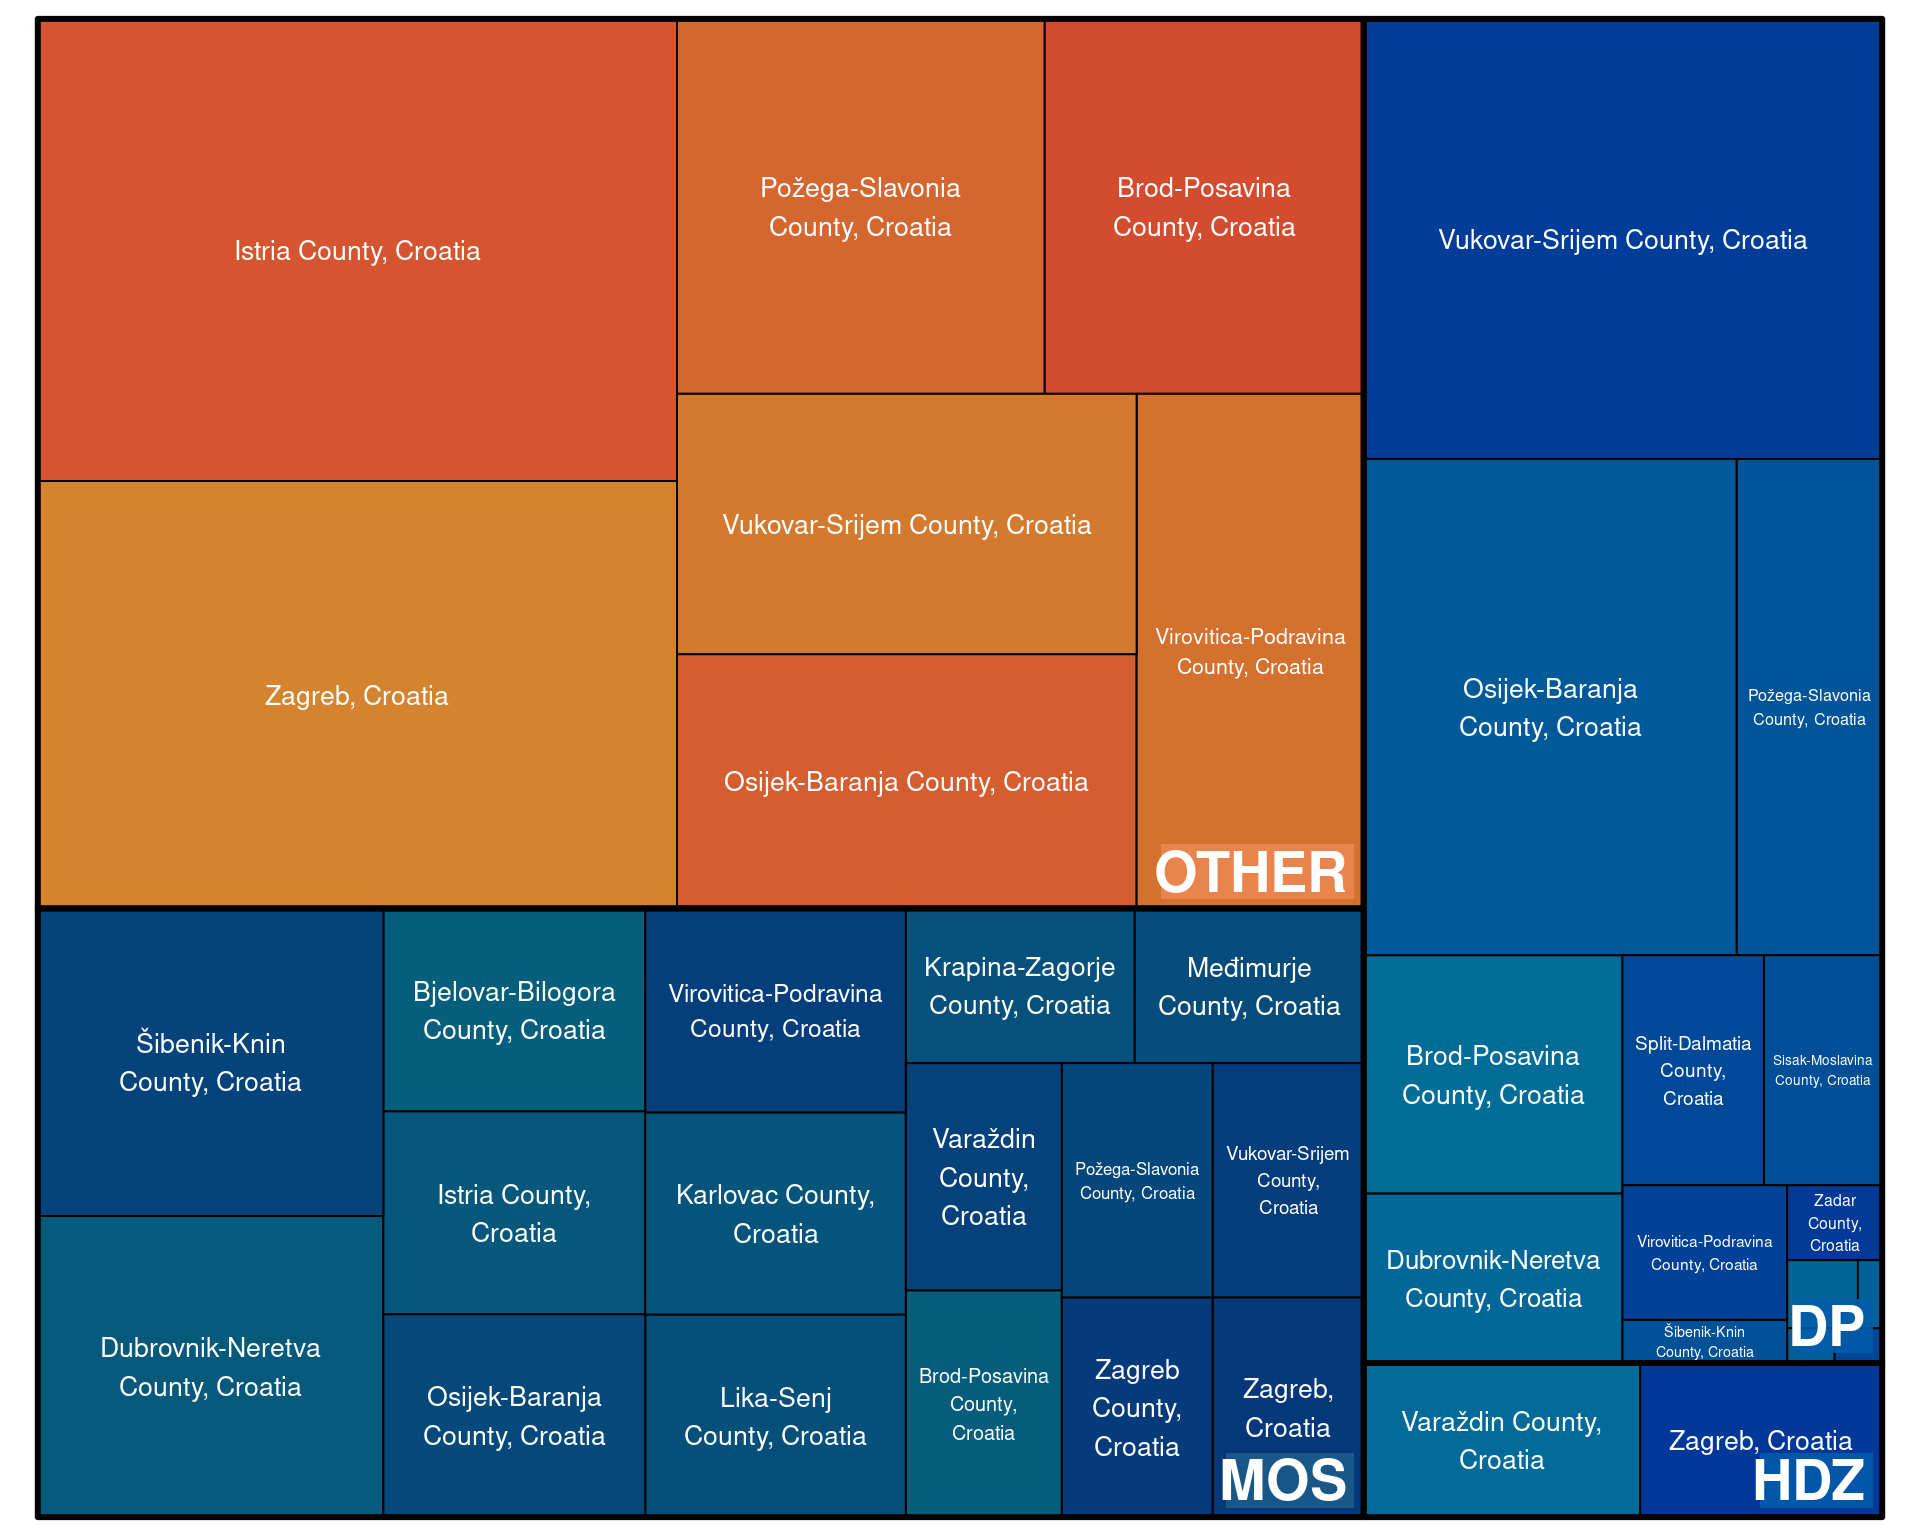 Istria County, Croatia
Požega-Slavonia
County, Croatia
Brod-Posavina
County, Croatia
Zagreb, Croatia
Vukovar-Srijem County, Croatia
Osijek-Baranja County, Croatia
Virovitica-Podravina
County, Croatia
OTHER
Vukovar-Srijem County, Croatia
Osijek-Baranja
County, Croatia
Požega-Slavonia
County, Croatia
Brod-Posavina
County, Croatia
Split-Dalmatia
County,
Croatia
Sisak-Moslavina
County, Croatia
Dubrovnik-Neretva
County, Croatia
Virovitica-Podravina
County, Croatia
Zadar
County,
Croatia
Šibenik-Knin
County, Croatia
DP
Šibenik-Knin
County, Croatia
Dubrovnik-Neretva
County, Croatia
Bjelovar-Bilogora
County, Croatia
Istria County,
Croatia
Osijek-Baranja
County, Croatia
Virovitica-Podravina
County, Croatia
Karlovac County,
Croatia
Lika-Senj
County, Croatia
Krapina-Zagorje
County, Croatia
Međimurje
County, Croatia
Varaždin
County,
Croatia
Požega-Slavonia
County, Croatia
Vukovar-Srijem
County,
Croatia
Brod-Posavina
County,
Croatia
Zagreb
County,
Croatia
Zagreb,
Croatia
MOS
Varaždin County,
Croatia
Zagreb, Croatia
HDZ